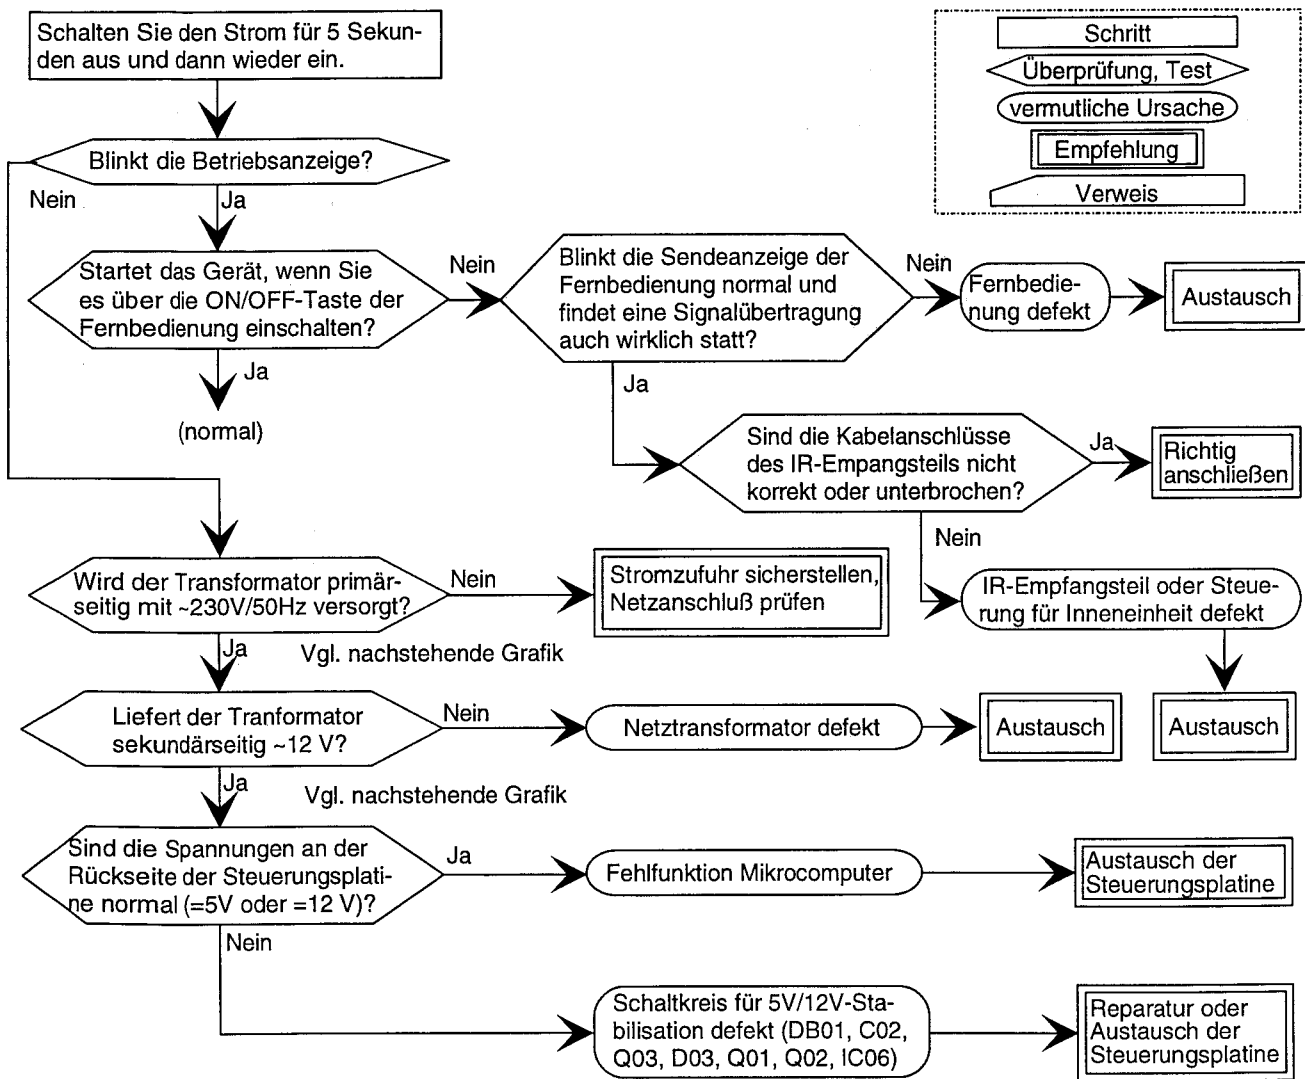 Schalten Sie den Strom für 5 Sekun-
den aus und dann wieder ein.
Schritt
Überprüfung, Test
vermutliche Ursache
Empfehlung
Verweis
Blinkt die Betriebsanzeige?
Nein
Ja
Startet das Gerät, wenn Sie
es über die ON/OFF-Taste der
Fernbedienung einschalten?
Nein
Blinkt die Sendeanzeige der
Fernbedienung normal und
findet eine Signalübertragung
auch wirklich statt?
Nein
Fernbedie-
nung defekt
Austausch
Ja
(normal)
Ja
Sind die Kabelanschlüsse
des IR-Empangsteils nicht
korrekt oder unterbrochen?
Ja
Richtig
anschließen
Nein
IR-Empfangsteil oder Steue-
rung für Inneneinheit defekt
Austausch
Wird der Transformator primär-
seitig mit ~230V/50Hz versorgt?
Nein
Stromzufuhr sicherstellen,
Netzanschluß prüfen
Ja
Vgl. nachstehende Grafik
Liefert der Tranformator
sekundärseitig ~12 V?
Nein
Netztransformator defekt
Austausch
Ja
Vgl. nachstehende Grafik
Sind die Spannungen an der
Rückseite der Steuerungsplati-
ne normal (=5V oder =12 V)?
Ja
Fehlfunktion Mikrocomputer
Austausch der
Steuerungsplatine
Nein
Schaltkreis für 5V/12V-Sta-
bilisation defekt (DB01, C02,
Q03, D03, Q01, Q02, IC06)
Reparatur oder
Austausch der
Steuerungsplatine